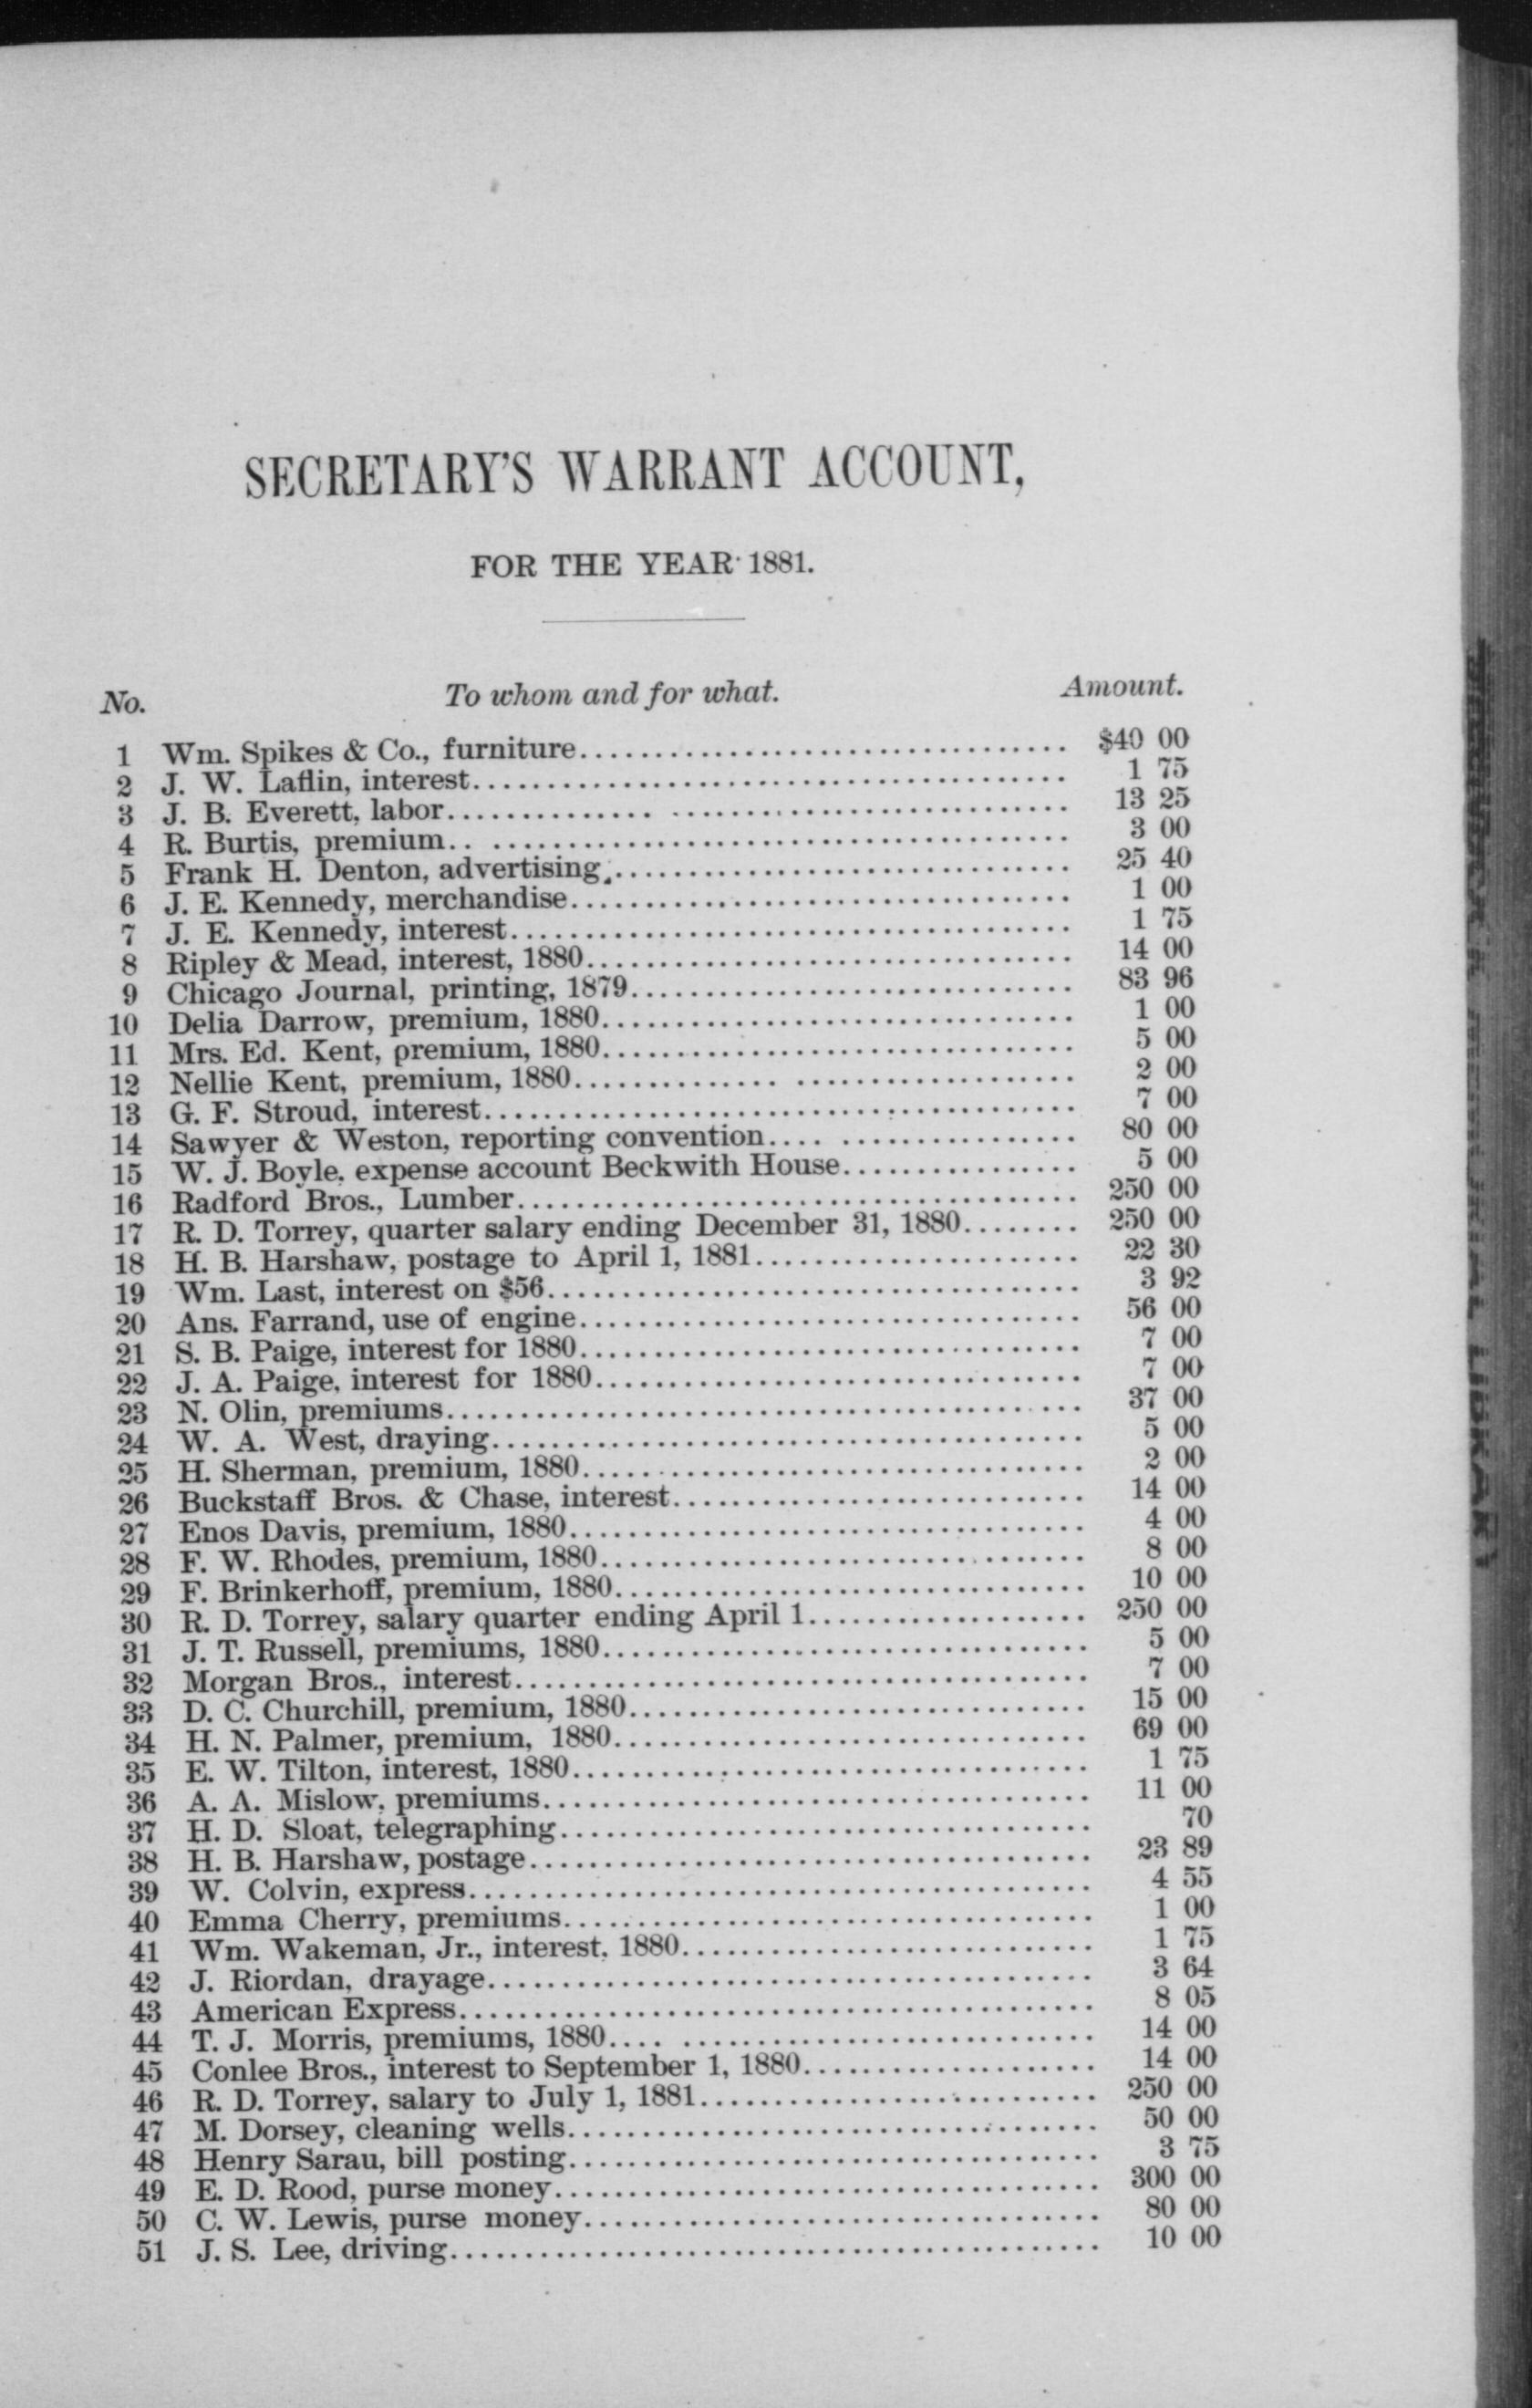 SECRETARY'S WARRANT ACCOUNT,
FOR THE YEAR 1881.
No. To whom and for what. Amount.
1 Wm. Spikes & Co., furniture.......... $40 00
2 J. W. Laflin, interest.......... 1 75
3 J. B. Everett, labor.......... 13 25
4 R. Burtis, premium.......... 3 00
5 Frank H. Denton, advertising.......... 25 40
6 J. E. Kennedy, merchandise.......... 1 00
7 J. E. Kennedy, interest.......... 1 75
8 Ripley & Mead, interest, 1880.......... 14 00
9 Chicago Journal, printing, 1879.......... 83 96
10 Delia Darrow, premium, 1880.......... 1 00
11 Mrs. Ed. Kent, premium, 1880.......... 5 00
12 Nellie Kent, premium, 1880.......... 2 00
13 G. F. Stroud, interest.......... 7 00
14 Sawyer & Weston, reporting convention.......... 80 00
15 W. J. Boyle, expense account Beckwith House.......... 5 00
16 Radford Bros., Lumber.......... 250 00
17 R. D. Torrey, quarter salary ending December 31, 1880.......... 250 00
18 H. B. Harshaw, postage to April 1, 1881.......... 22 30
19 Wm. Last, interest on $56.......... 3 92
20 Ans. Farrand, use of engine.......... 56 00
21 S. B. Paige, interest for 1880.......... 7 00
22 J. A. Paige, interest for 1880.......... 7 00
23 N. Olin, premiums.......... 37 00
24 W. A. West, draying.......... 5 00
25 H. Sherman, premium, 1880.......... 2 00
26 Buckstaff Bros. & Chase, interest.......... 14 00
27 Enos Davis, premium, 1880.......... 4 00
28 F. W. Rhodes, premium, 1880.......... 8 00
29 F. Brinkerhoff, premium, 1880.......... 10 00
30 R. D. Torrey, salary quarter ending April 1.......... 250 00
31 J. T. Russell, premiums, 1880.......... 5 00
32 Morgan Bros., interest.......... 7 00
33 D. C. Churchill, premium, 1880.......... 15 00
34 H. N. Palmer, premium, 1880.......... 69 00
35 E. W. Tilton, interest, 1880.......... 1 75
36 A. A. Mislow, premiums.......... 11 00
37 H. D. Sloat, telegraphing.......... 70
38 H. B. Harshaw, postage.......... 23 89
39 W. Colvin, express.......... 4 55
40 Emma Cherry, premiums.......... 1 00
41 Wm. Wakeman, Jr., interest, 1880.......... 1 75
42 J. Riordan, drayage.......... 3 64
43 American Express.......... 8 05
44 T. J. Morris, premiums, 1880.......... 14 00
45 Conlee Bros., interest to September 1, 1880.......... 14 00
46 R. D. Torrey, salary to July 1, 1881.......... 250 00
47 M. Dorsey, cleaning wells.......... 50 00
48 Henry Sarau, bill posting.......... 3 75
49 E. D. Rood, purse money.......... 300 00
50 C. W. Lewis, purse money.......... 80 00
51 J. S. Lee, driving.......... 10 00